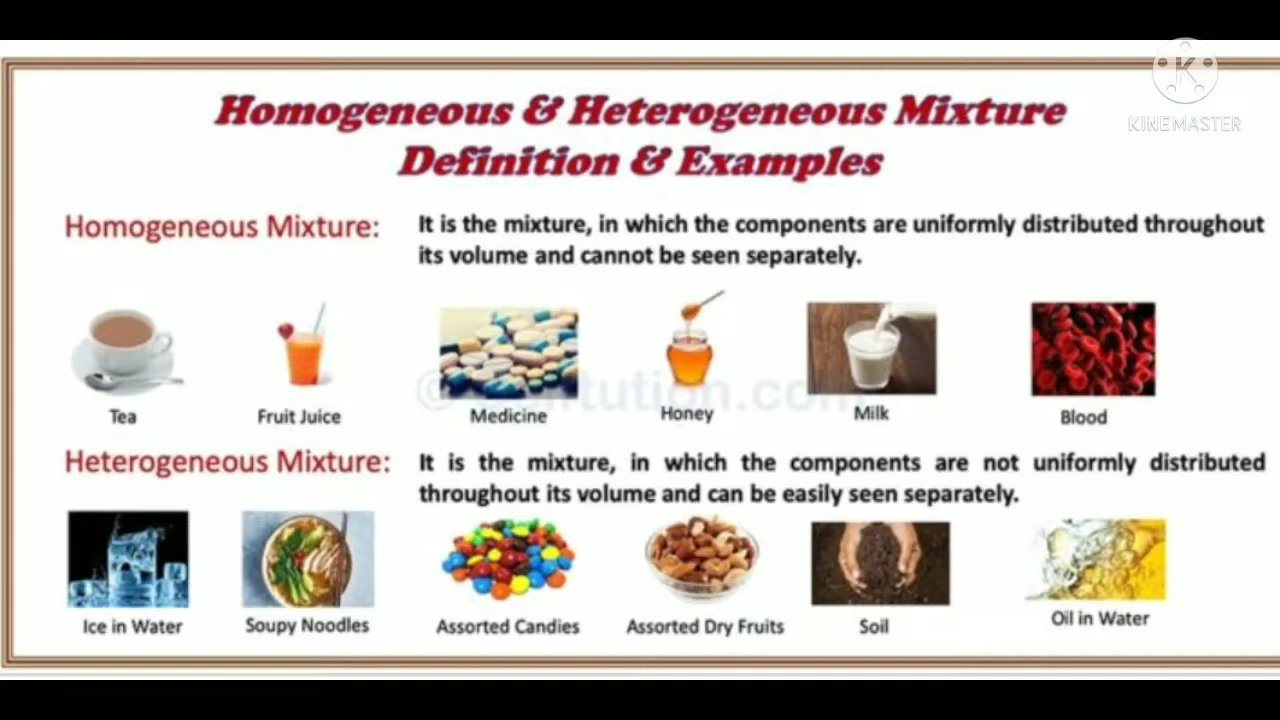 KINEMASTER
Homogeneous & Heterogeneous Mixture
Definition & Examples
Homogeneous Mixture:
It is the mixture, in which the components are uniformly distributed throughout
its volume and cannot be seen separately.
Tea
Fruit Juice
Medicine
Honey
Milk
Blood
Heterogeneous Mixture:
It is the mixture, in which the components are not uniformly distributed
throughout its volume and can be easily seen separately.
Ice in Water
Soupy Noodles
Assorted Candies
Assorted Dry Fruits
Soil
Oil in Water